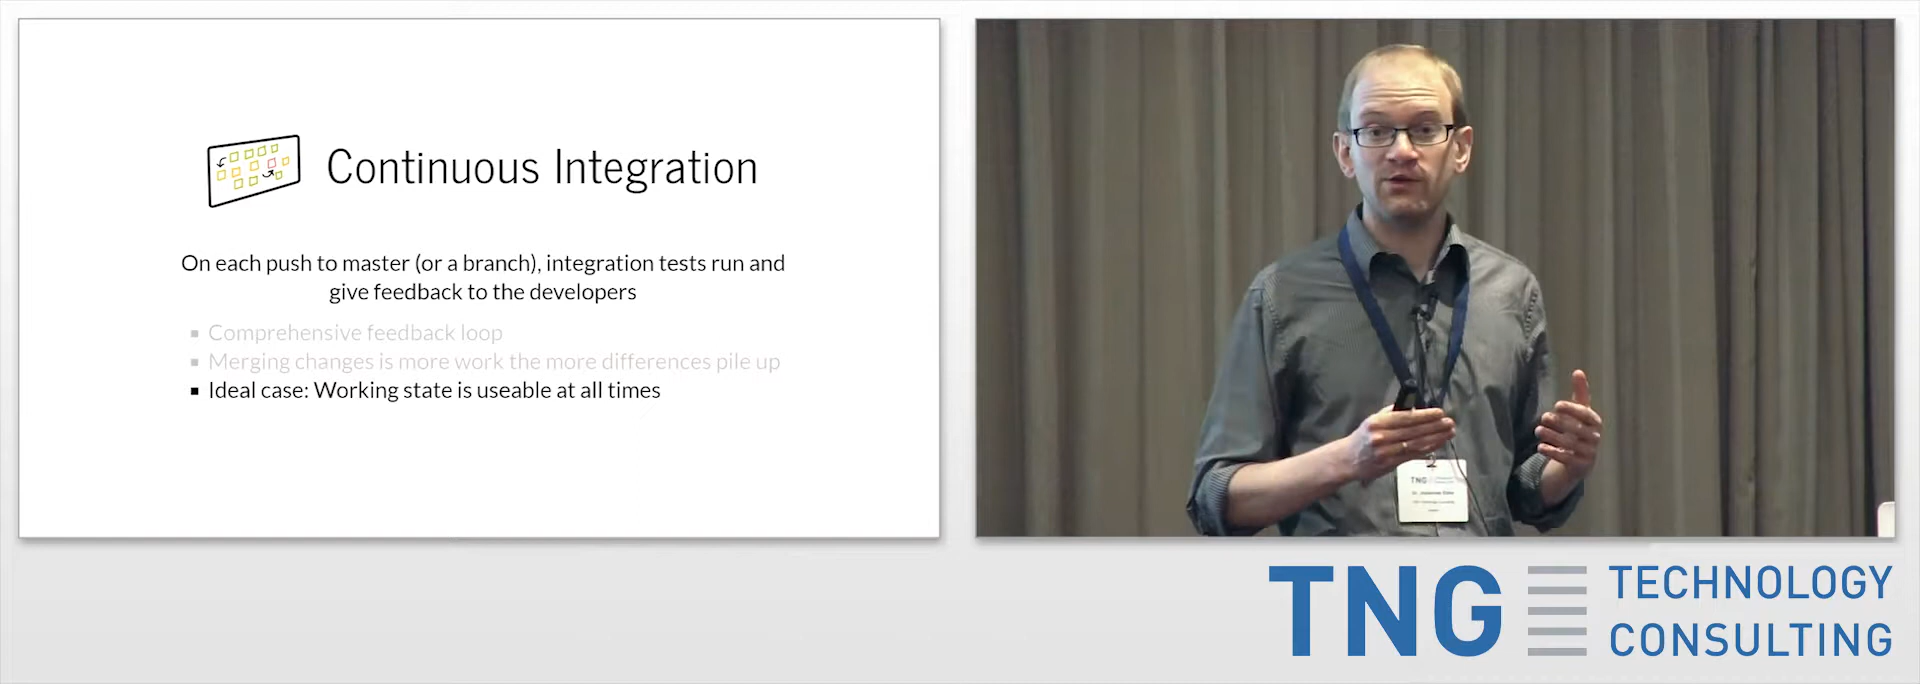 Continuous Integration
On each push to master (or a branch), integration tests run and
give feedback to the developers
Comprehensive feedback loop
Merging changes is more work the more differences pile up
Ideal case: Working state is useable at all times
TNG
TNG TECHNOLOGY
CONSULTING